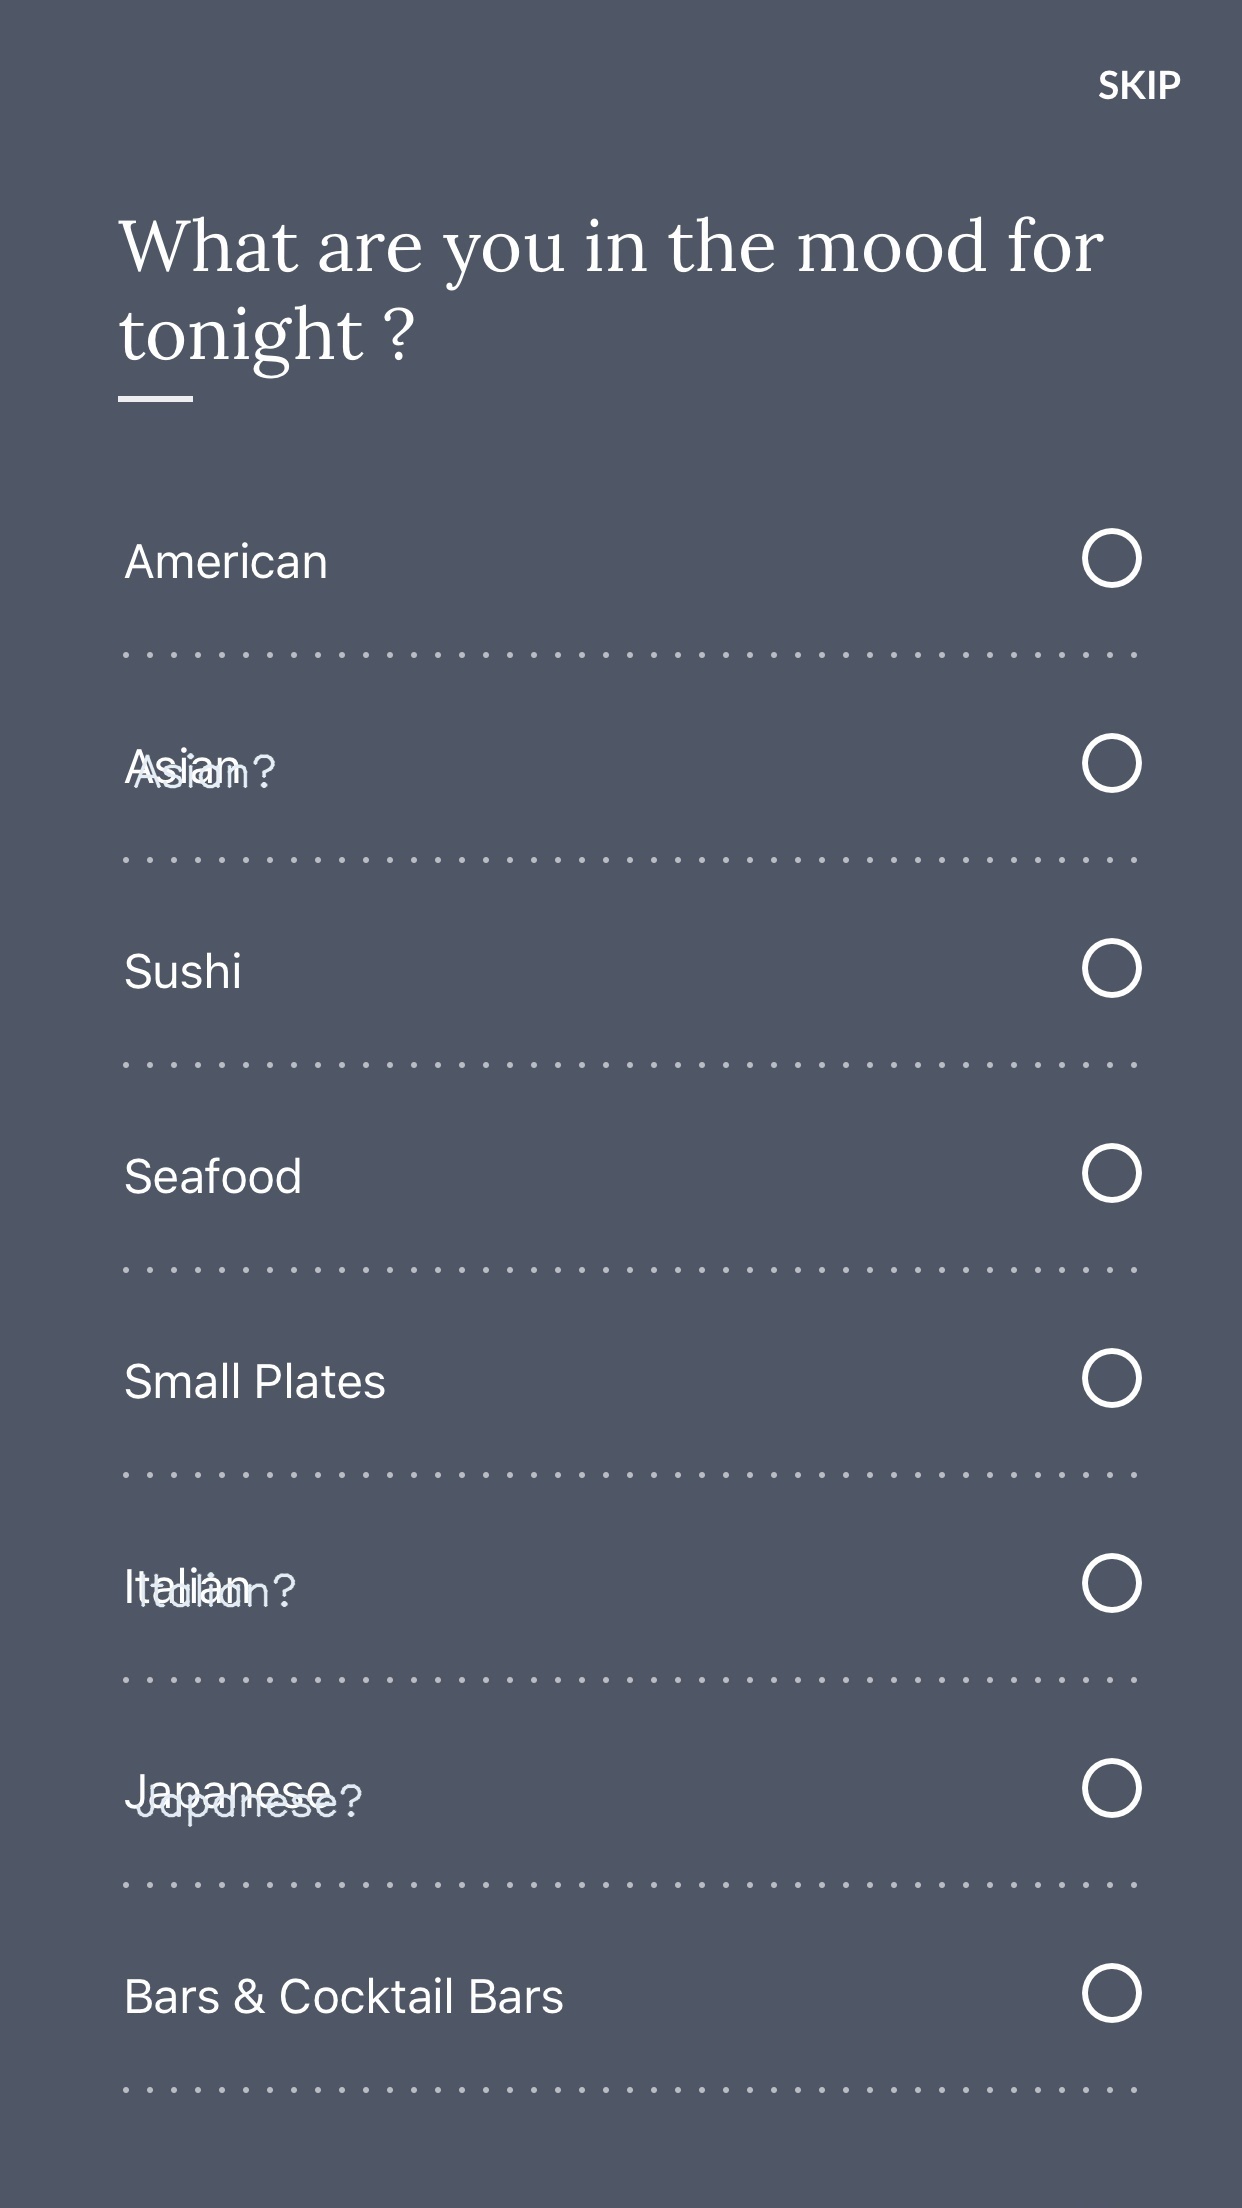 SKIP
What are you in the mood for
tonight ?
American
Asian
Asian?
Sushi
Seafood
Small Plates
Italian
Italian?
Japanese
Japanese?
Bars & Cocktail Bars